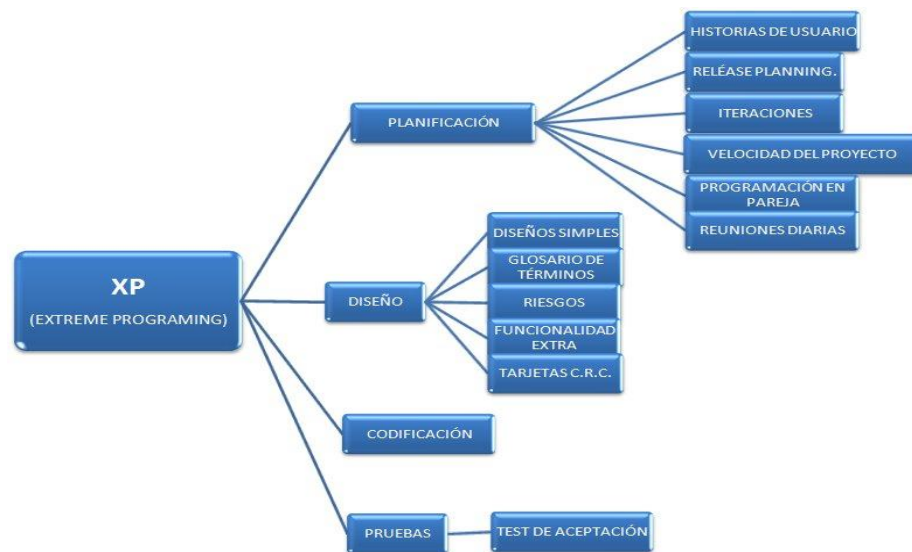 XP
(EXTREME PROGRAMING)
PLANIFICACIÓN
HISTORIAS DE USUARIO
RELÉASE PLANNING.
ITERACIONES
VELOCIDAD DEL PROYECTO
PROGRAMACIÓN EN
PAREJA
REUNIONES DIARIAS
DISEÑO
DISEÑOS SIMPLES
GLOSARIO DE
TÉRMINOS
RIESGOS
FUNCIONALIDAD
EXTRA
TARJETAS C.R.C.
CODIFICACIÓN
PRUEBAS
TEST DE ACEPTACIÓN